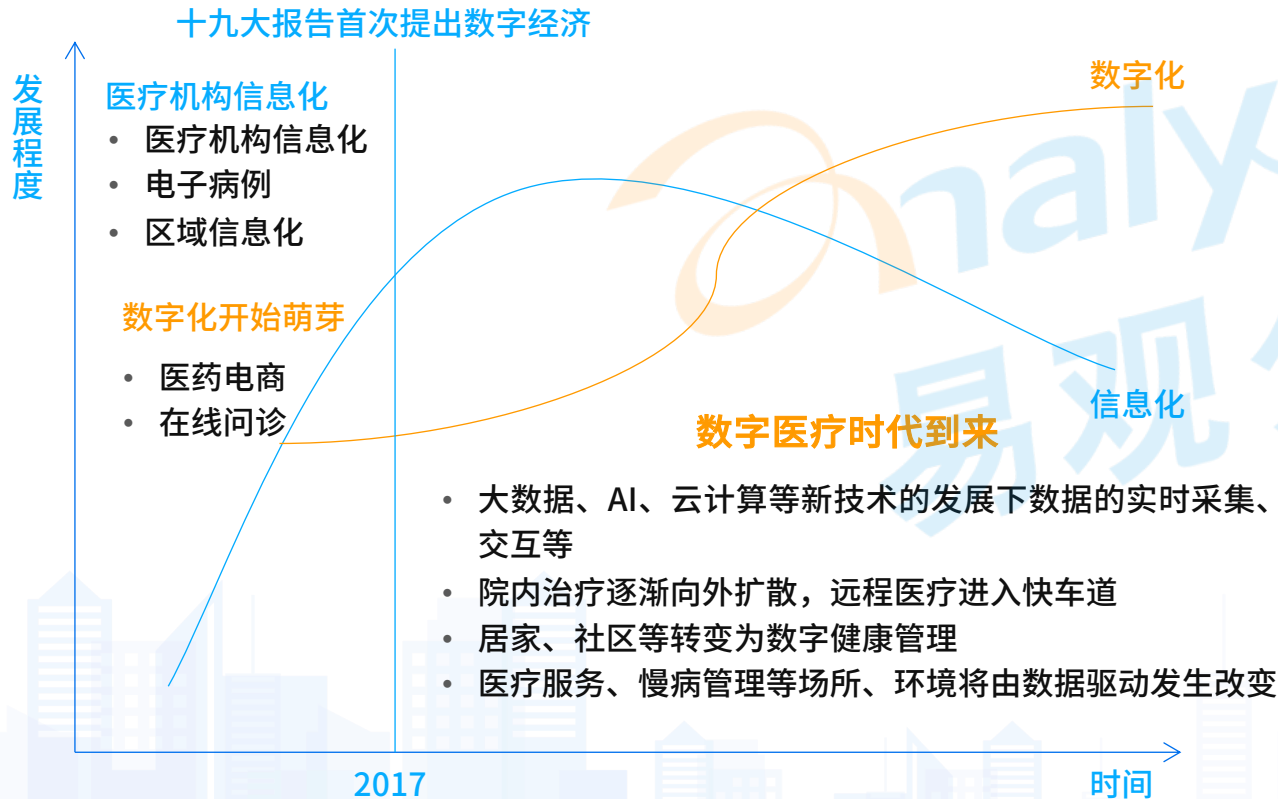 十九大报告首次提出数字经济
发展程度
医疗机构信息化
• 医疗机构信息化
• 电子病例
• 区域信息化
数字化开始萌芽
• 医药电商
• 在线问诊
数字化
信息化
数字医疗时代到来
• 大数据、AI、云计算等新技术的发展下数据的实时采集、
交互等
• 院内治疗逐渐向外扩散，远程医疗进入快车道
• 居家、社区等转变为数字健康管理
• 医疗服务、慢病管理等场所、环境将由数据驱动发生改变
2017
时间
naly
易观